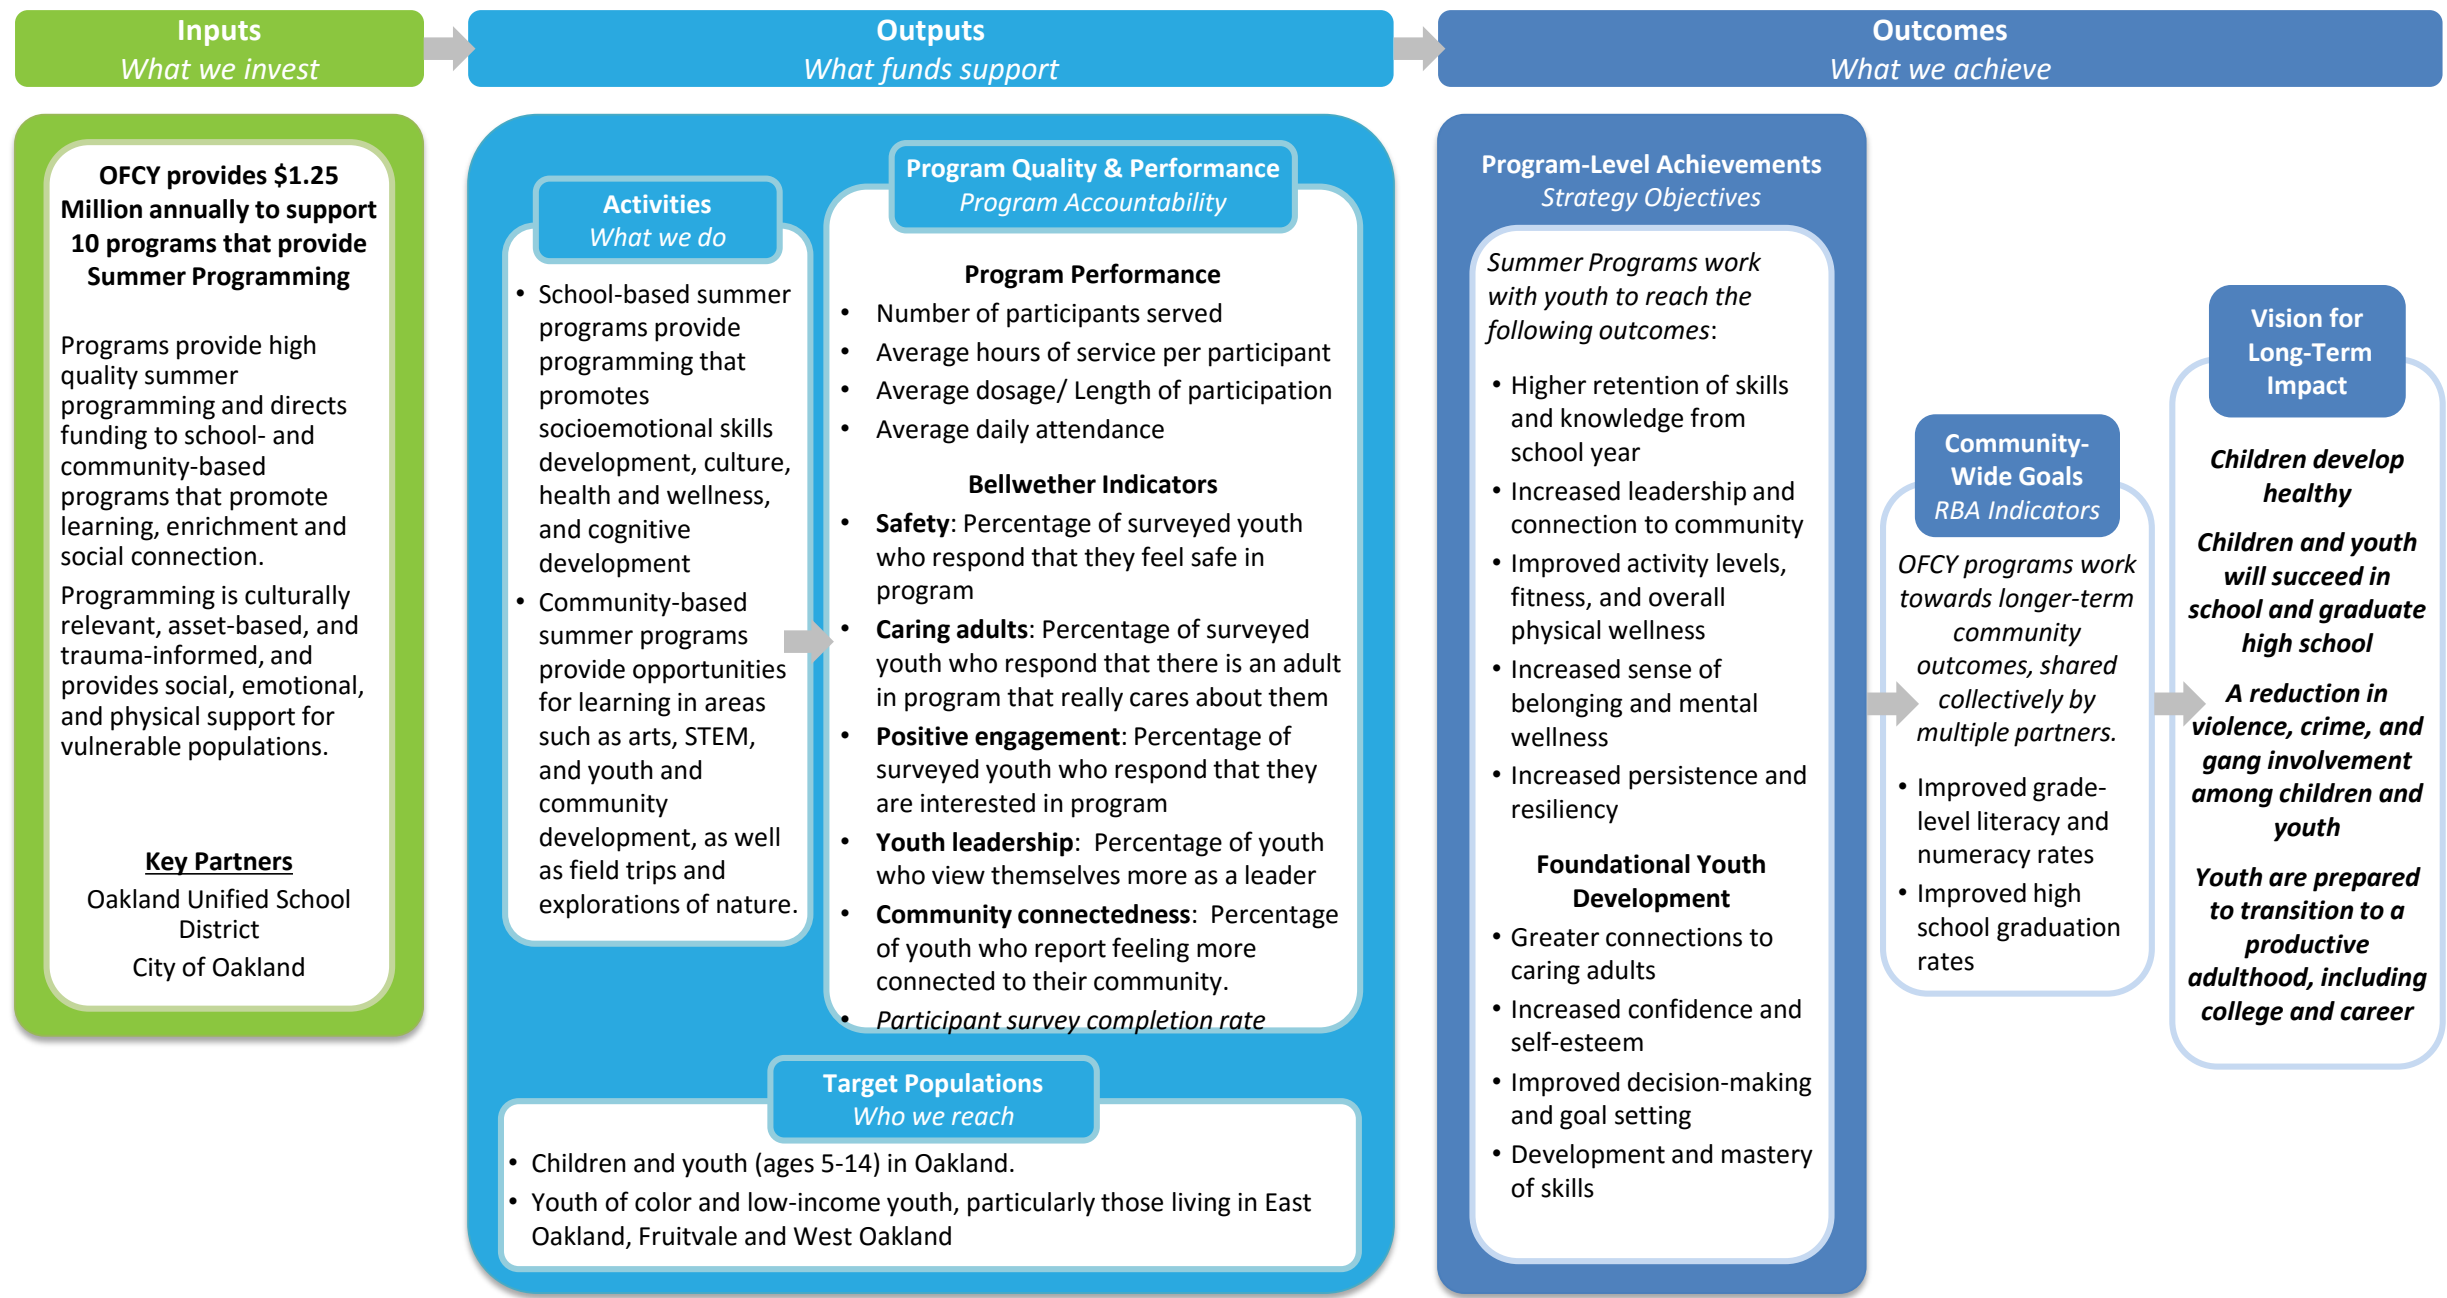 Inputs
What we invest
Outputs
What funds support
Outcomes
What we achieve
OFCY provides $1.25
Million annually to support
10 programs that provide
Summer Programming
Programs provide high
quality summer
programming and directs
funding to school- and
community-based
programs that promote
learning, enrichment and
social connection.
Programming is culturally
relevant, asset-based, and
trauma-informed, and
provides social, emotional,
and physical support for
vulnerable populations.
Key Partners
Oakland Unified School
District
City of Oakland
Activities
What we do
• School-based summer
programs provide
programming that
promotes
socioemotional skills
development, culture,
health and wellness,
and cognitive
development
• Community-based
summer programs
provide opportunities
for learning in areas
such as arts, STEM,
and youth and
community
development, as well
as field trips and
explorations of nature.
Program Quality & Performance
Program Accountability
Program Performance
• Number of participants served
• Average hours of service per participant
• Average dosage/ Length of participation
• Average daily attendance
Bellwether Indicators
• Safety: Percentage of surveyed youth
who respond that they feel safe in
program
• Caring adults: Percentage of surveyed
youth who respond that there is an adult
in program that really cares about them
• Positive engagement: Percentage of
surveyed youth who respond that they
are interested in program
• Youth leadership:  Percentage of youth
who view themselves more as a leader
• Community connectedness:  Percentage
of youth who report feeling more
connected to their community.
• Participant survey completion rate
Target Populations
Who we reach
• Children and youth (ages 5-14) in Oakland.
• Youth of color and low-income youth, particularly those living in East
Oakland, Fruitvale and West Oakland
Program-Level Achievements
Strategy Objectives
Summer Programs work
with youth to reach the
following outcomes:
• Higher retention of skills
and knowledge from
school year
• Increased leadership and
connection to community
• Improved activity levels,
fitness, and overall
physical wellness
• Increased sense of
belonging and mental
wellness
• Increased persistence and
resiliency
Foundational Youth
Development
• Greater connections to
caring adults
• Increased confidence and
self-esteem
• Improved decision-making
and goal setting
• Development and mastery
of skills
Community-
Wide Goals
RBA Indicators
OFCY programs work
towards longer-term
community
outcomes, shared
collectively by
multiple partners.
• Improved grade-
level literacy and
numeracy rates
• Improved high
school graduation
rates
Vision for
Long-Term
Impact
Children develop
healthy
Children and youth
will succeed in
school and graduate
high school
A reduction in
violence, crime, and
gang involvement
among children and
youth
Youth are prepared
to transition to a
productive
adulthood, including
college and career